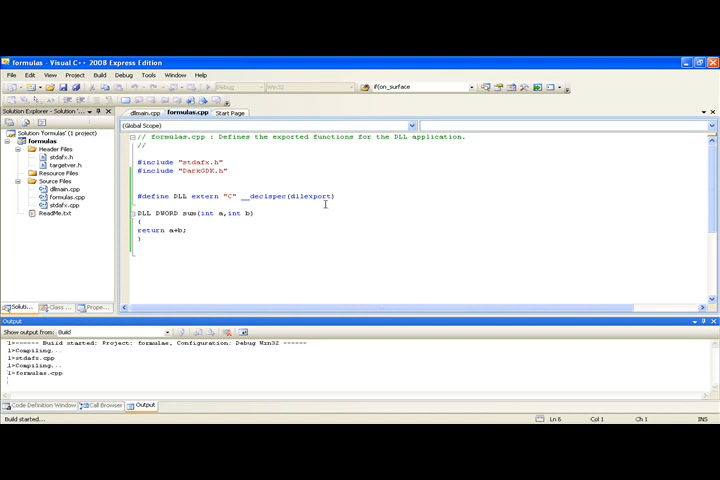 formulas - Visual C++ 2008 Express Edition
File Edit View Project Build Debug Tools Window Help
Debug Win32 if(on_surface
Solution Explorer - Solution 'f...
dllmain.cpp formulas.cpp Start Page
(Global Scope)
Solution 'formulas' (1 project)
formulas
Header Files
stdafx.h
targetver.h
Resource Files
Source Files
dllmain.cpp
formulas.cpp
stdafx.cpp
ReadMe.txt
// formulas.cpp : Defines the exported functions for the DLL application.
//
#include "stdafx.h"
#include "DarkGDK.h"
#define DLL extern "C" __declspec(dllexport)
DLL DWORD sum(int a,int b)
{
return a+b;
}
Soluti... Class ... Prope...
Output
Show output from: Build
1>------ Build started: Project: formulas, Configuration: Debug Win32 ------
1>Compiling...
1>stdafx.cpp
1>Compiling...
1>formulas.cpp
Code Definition Window Call Browser Output
Build started... Ln 6 Col 1 Ch 1 INS